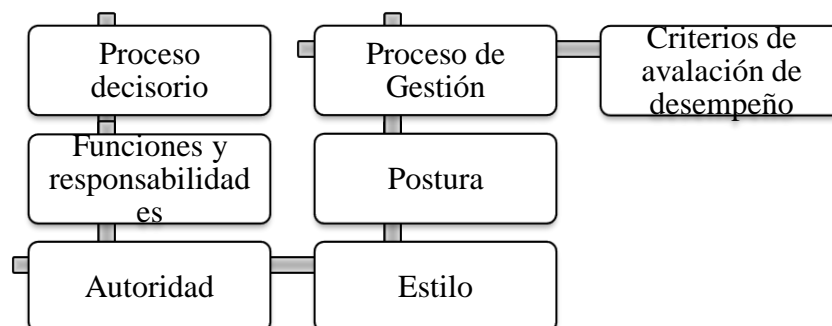 Proceso
decisorio
Funciones y
responsabilidad
es
Autoridad
Proceso de
Gestión
Postura
Estilo
Criterios de
avalación de
desempeño